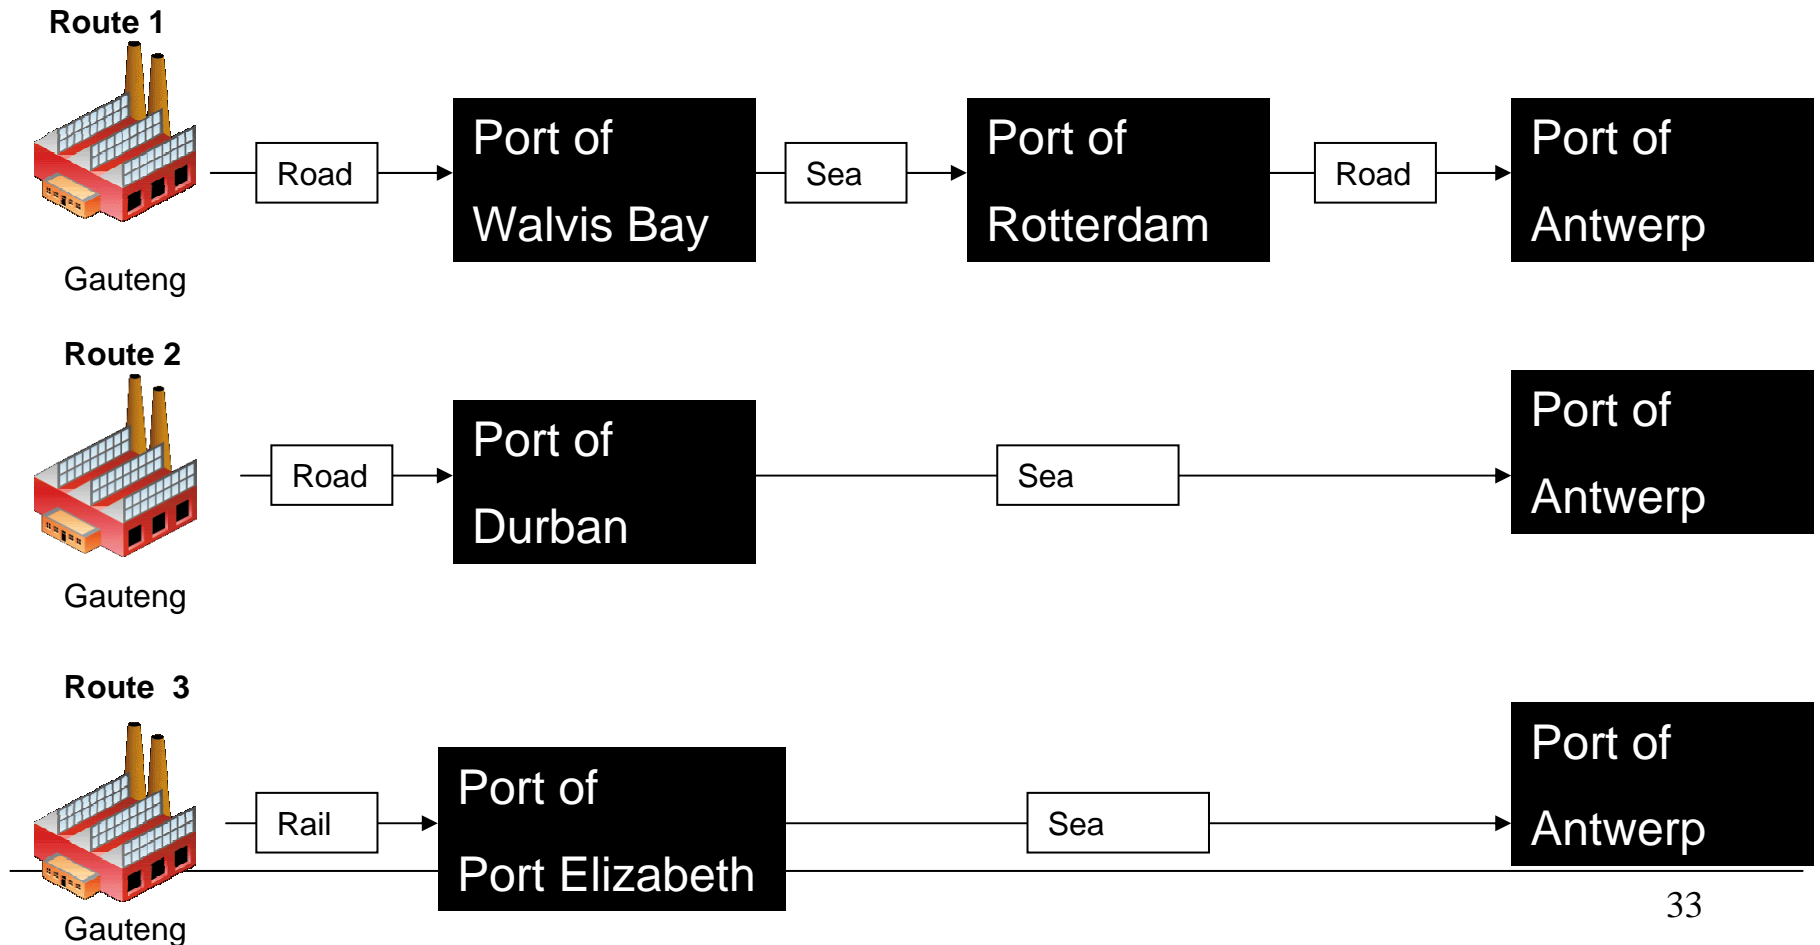 Route 1
Road
Port of
Walvis Bay
Sea
Port of
Rotterdam
Road
Port of
Antwerp
Gauteng
Route 2
Road
Port of
Durban
Sea
Port of
Antwerp
Gauteng
Route  3
Rail
Port of
Port Elizabeth
Sea
Port of
Antwerp
Gauteng
33